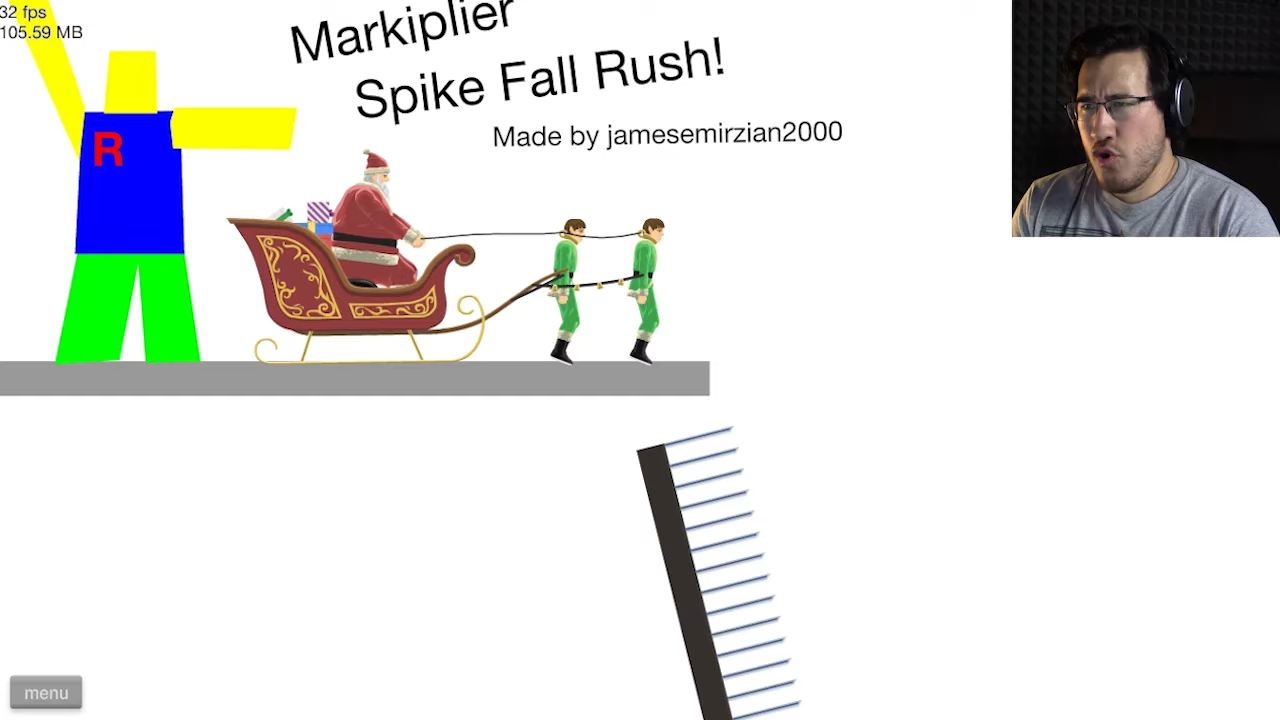 32 fps
105.59 MB
Markiplier
Spike Fall Rush!
Made by jamesemirzian2000
R
menu